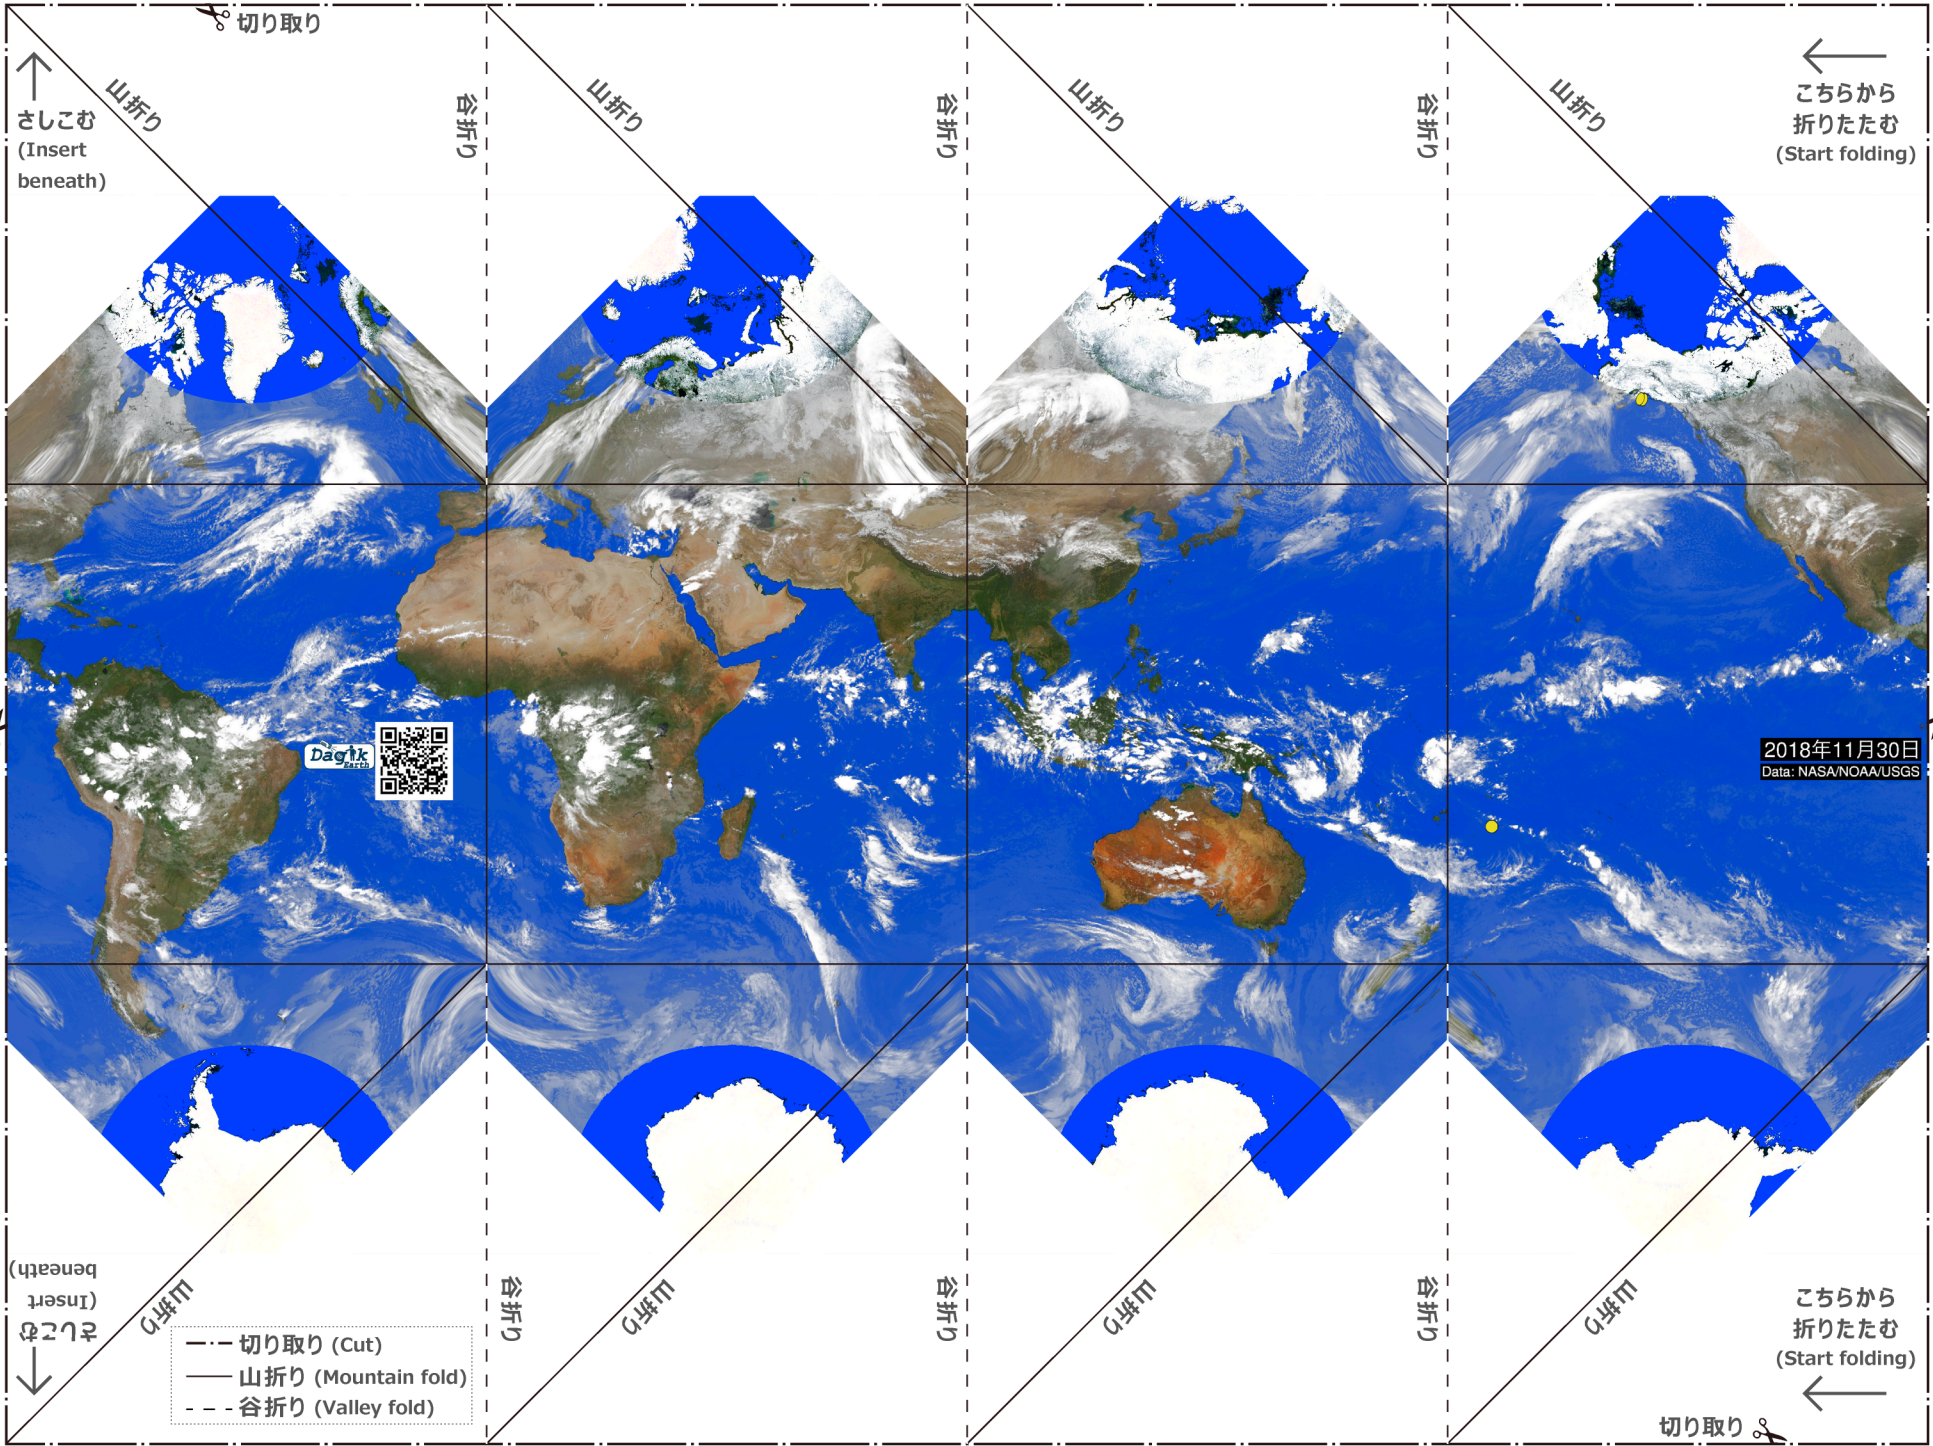 切り取り
さしこむ
(Insert
beneath)
山折り
谷折り
山折り
谷折り
山折り
谷折り
山折り
こちらから
折りたたむ
(Start folding)
Dagik
Earth
2018年11月30日
Data: NASA/NOAA/USGS
さしこむ
(Insert
beneath)
山折り
谷折り
山折り
谷折り
山折り
谷折り
山折り
こちらから
折りたたむ
(Start folding)
切り取り (Cut)
山折り (Mountain fold)
谷折り (Valley fold)
切り取り